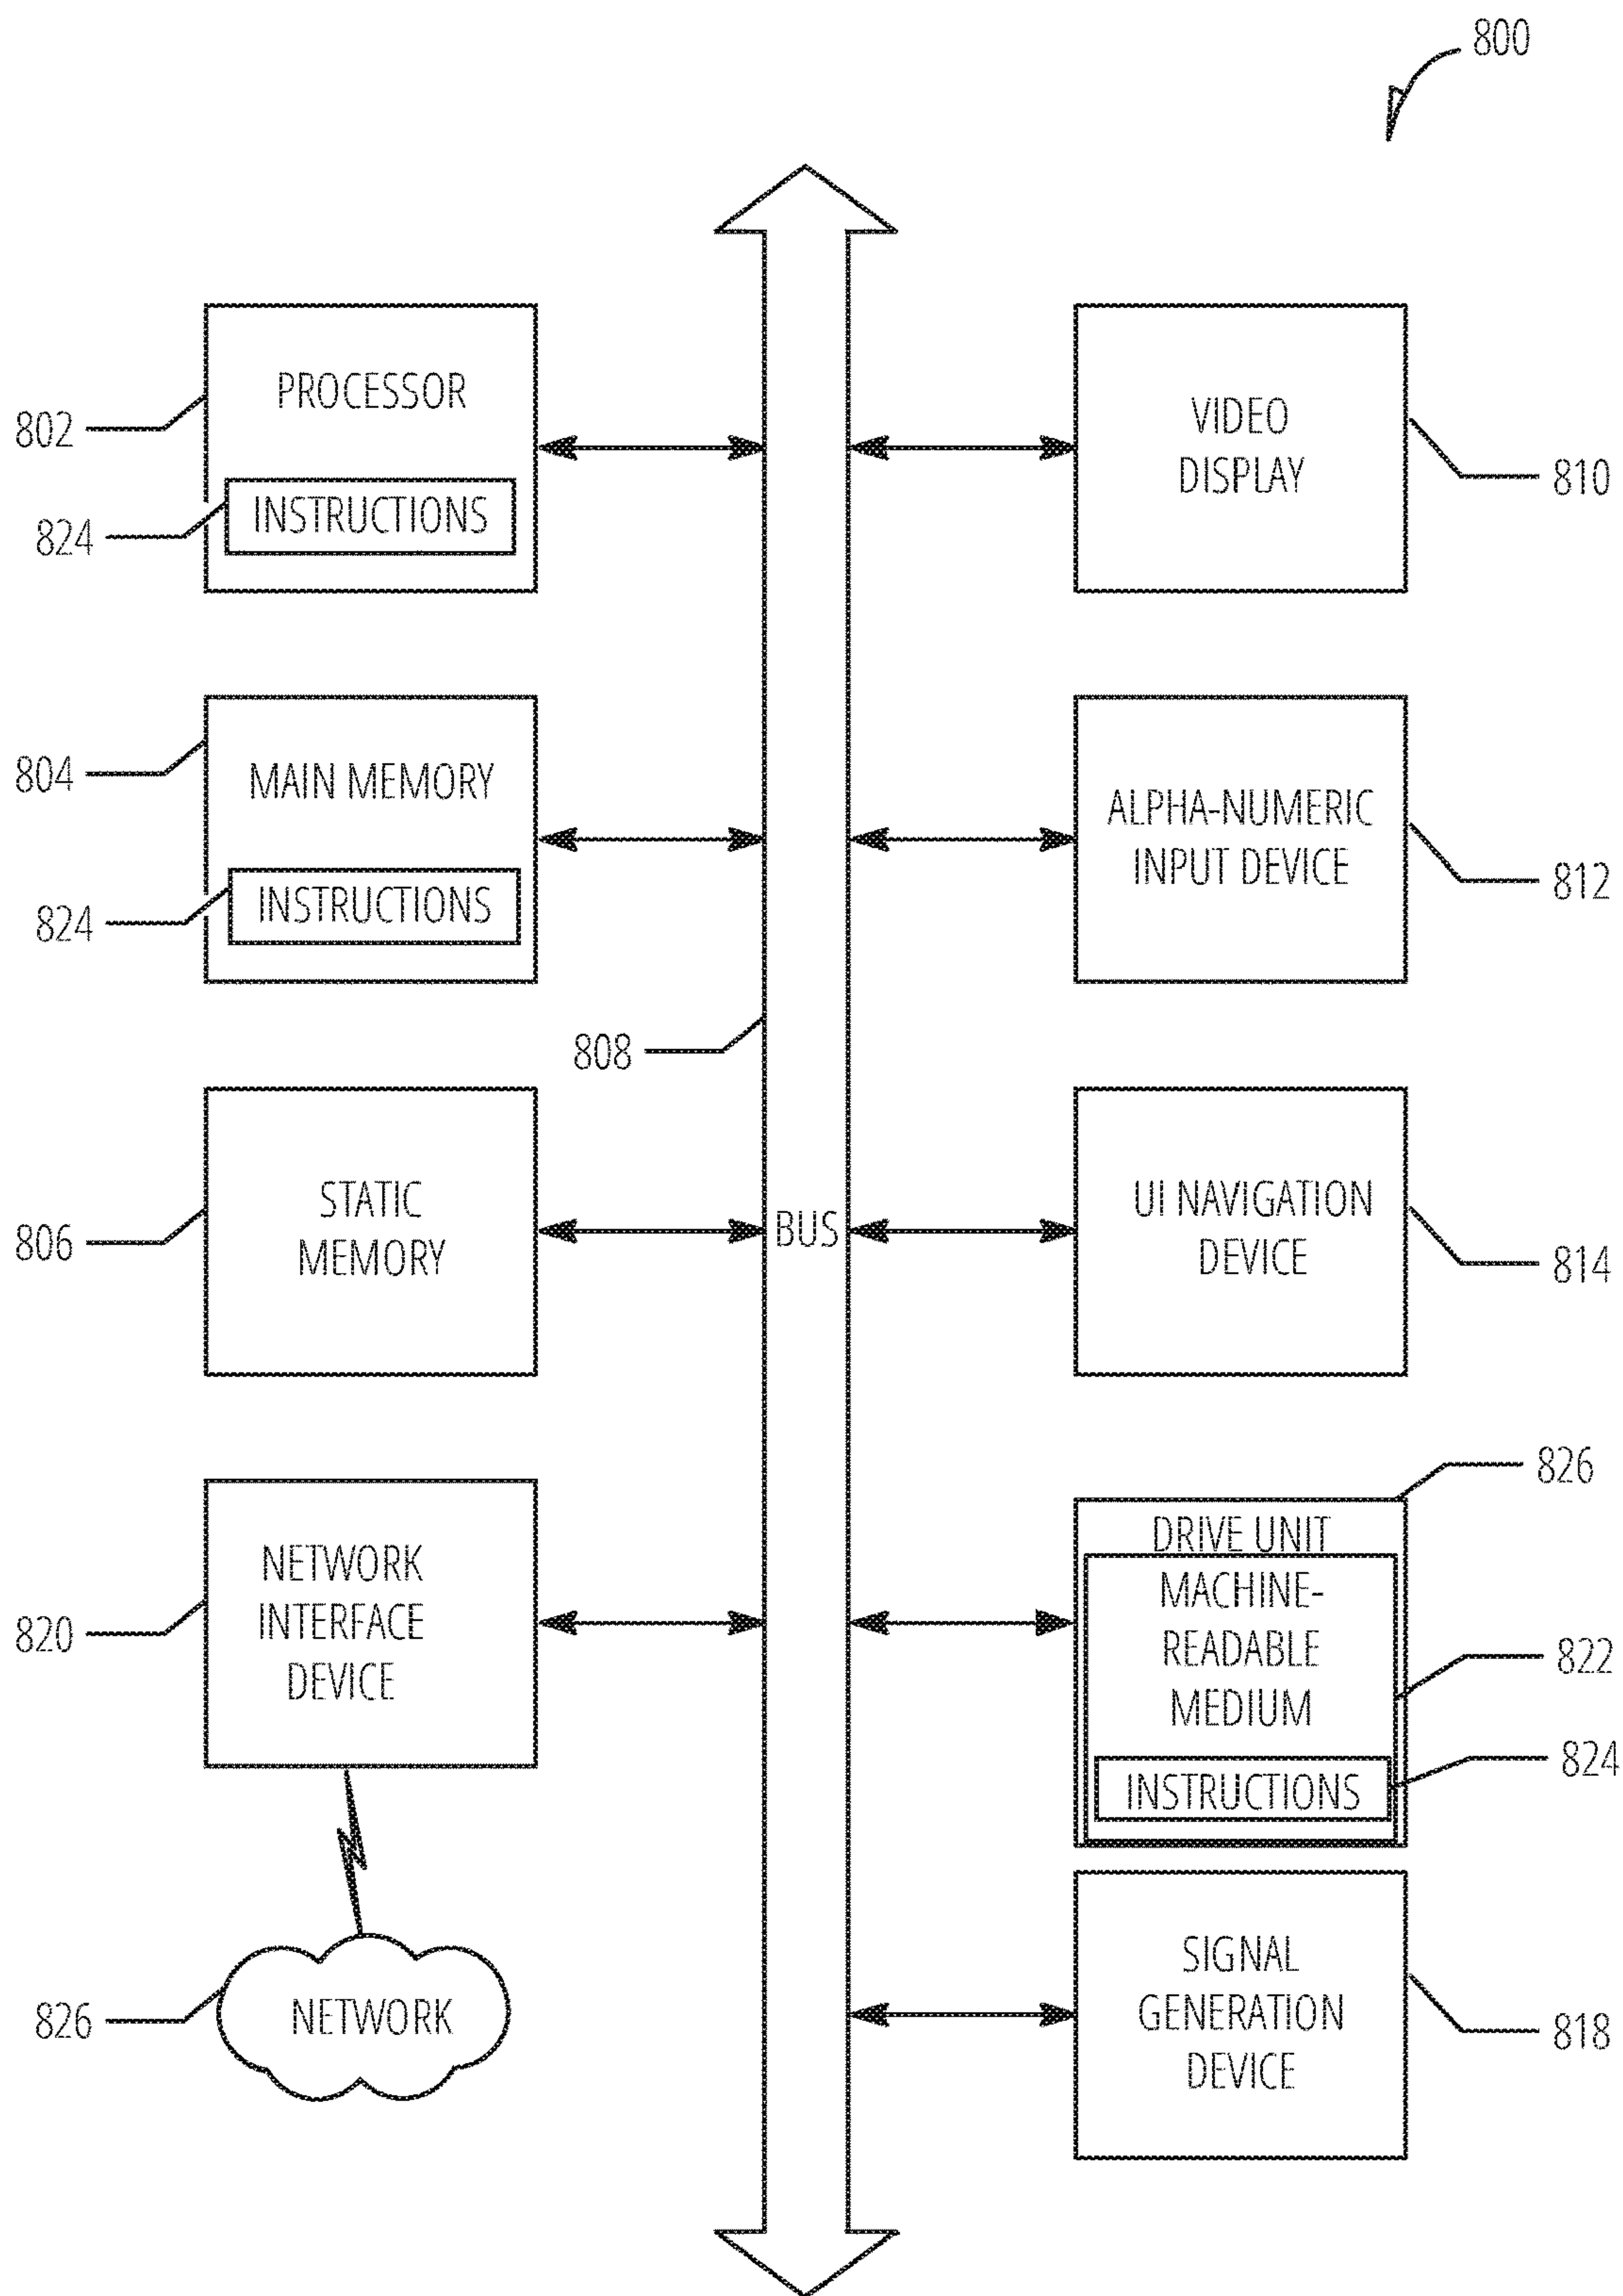 800
PROCESSOR
802
INSTRUCTIONS
824
VIDEO
DISPLAY
810
MAIN MEMORY
804
INSTRUCTIONS
824
ALPHA-NUMERIC
INPUT DEVICE
812
808
BUS
STATIC
MEMORY
806
UI NAVIGATION
DEVICE
814
NETWORK
INTERFACE
DEVICE
820
826
DRIVE UNIT
MACHINE-
READABLE
MEDIUM
822
INSTRUCTIONS
824
NETWORK
826
SIGNAL
GENERATION
DEVICE
818